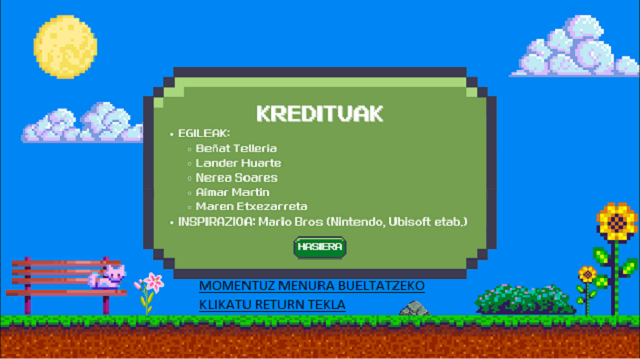 KREDITUAK
• EGILEAK:
◦ Beñat Telleria
◦ Lander Huarte
◦ Nerea Soares
◦ Aimar Martin
◦ Maren Etxezarreta
• INSPIRAZIOA: Mario Bros (Nintendo, Ubisoft etab.)
HASIERA
MOMENTUZ MENURA BUELTATZEKO
KLIKATU RETURN TEKLA